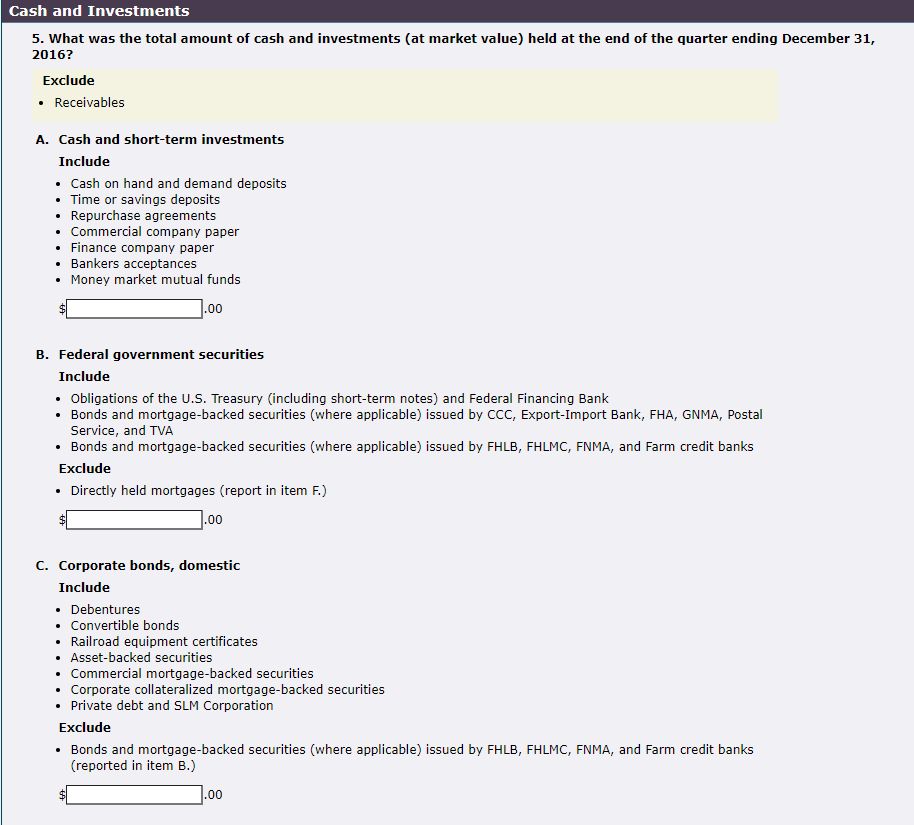 Cash and Investments
5. What was the total amount of cash and investments (at market value) held at the end of the quarter ending December 31,
2016?
Exclude
• Receivables
A. Cash and short-term investments
Include
• Cash on hand and demand deposits
• Time or savings deposits
• Repurchase agreements
• Commercial company paper
• Finance company paper
• Bankers acceptances
• Money market mutual funds
$ .00
B. Federal government securities
Include
• Obligations of the U.S. Treasury (including short-term notes) and Federal Financing Bank
• Bonds and mortgage-backed securities (where applicable) issued by CCC, Export-Import Bank, FHA, GNMA, Postal
Service, and TVA
• Bonds and mortgage-backed securities (where applicable) issued by FHLB, FHLMC, FNMA, and Farm credit banks
Exclude
• Directly held mortgages (report in item F.)
$ .00
C. Corporate bonds, domestic
Include
• Debentures
• Convertible bonds
• Railroad equipment certificates
• Asset-backed securities
• Commercial mortgage-backed securities
• Corporate collateralized mortgage-backed securities
• Private debt and SLM Corporation
Exclude
• Bonds and mortgage-backed securities (where applicable) issued by FHLB, FHLMC, FNMA, and Farm credit banks
(reported in item B.)
$ .00